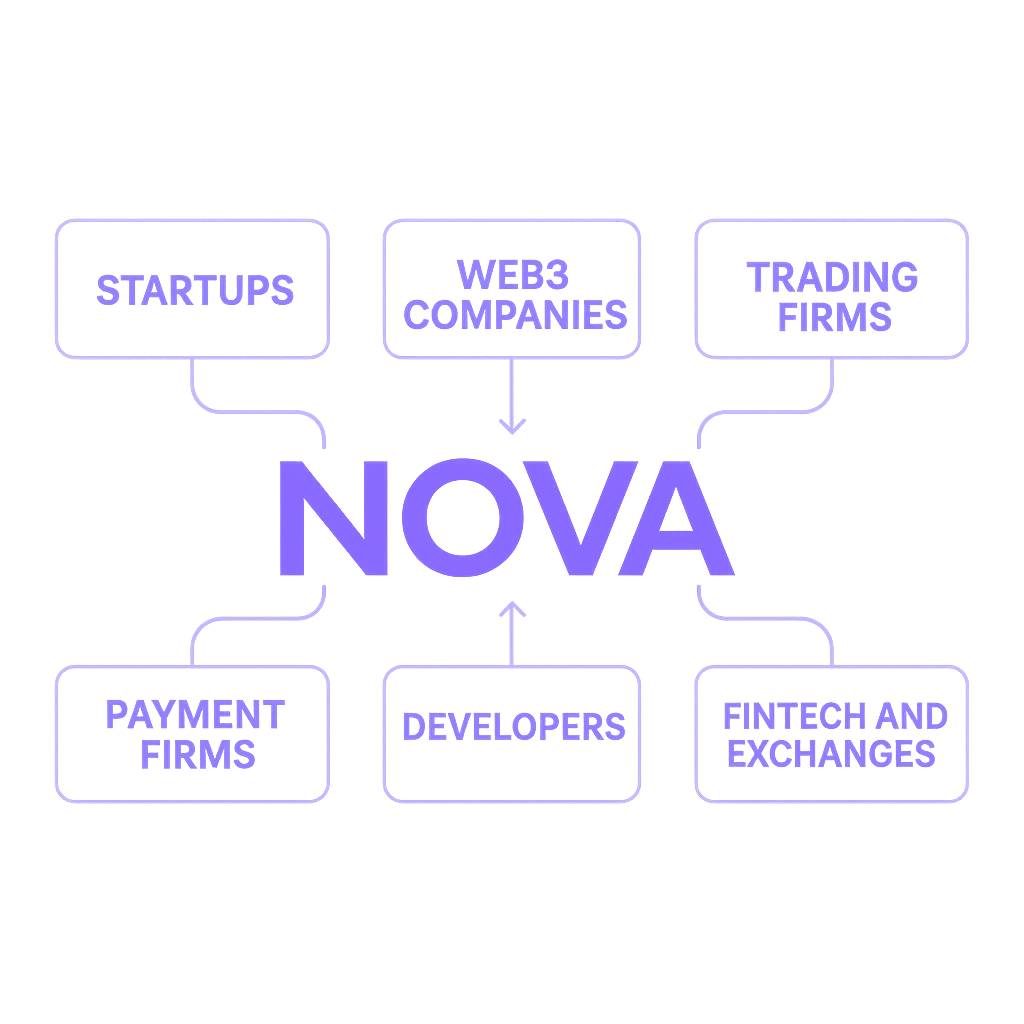 STARTUPS
WEB3
COMPANIES
TRADING
FIRMS
NOVA
PAYMENT
FIRMS
DEVELOPERS
FINTECH AND
EXCHANGES